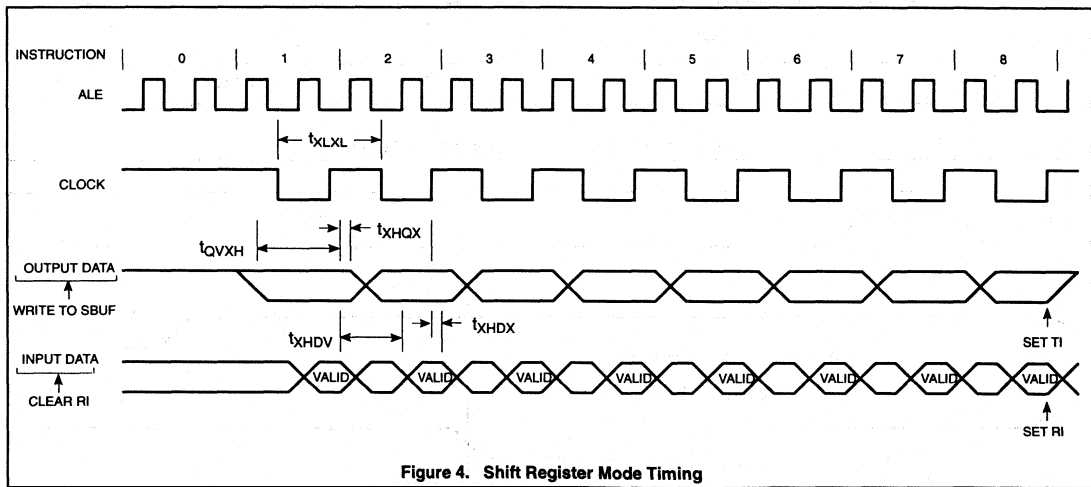 INSTRUCTION 0 1 2 3 4 5 6 7 8
ALE
tXLXL
CLOCK
tQVXH tXHQX
OUTPUT DATA
WRITE TO SBUF
tXHDV tXHDX
SET TI
INPUT DATA
VALID VALID VALID VALID VALID VALID VALID VALID
CLEAR RI
SET RI
Figure 4. Shift Register Mode Timing